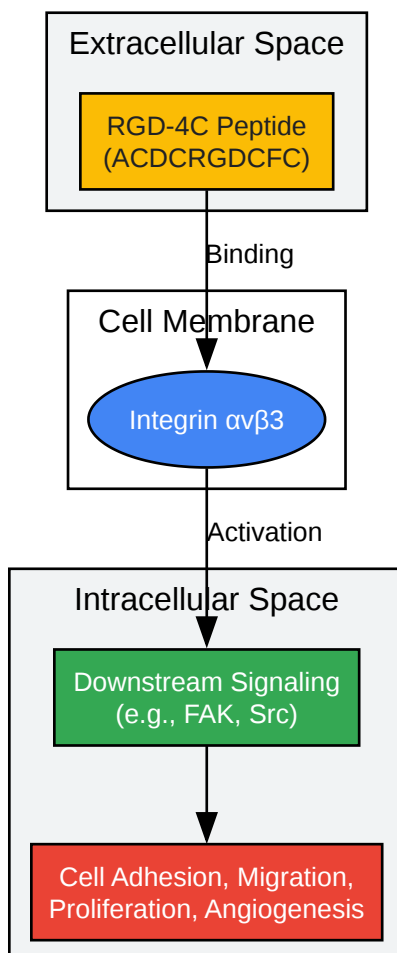 Extracellular Space
RGD-4C Peptide
(ACDCRGDCFC)
Binding
Cell Membrane
Integrin αvβ3
Activation
Intracellular Space
Downstream Signaling
(e.g., FAK, Src)
Cell Adhesion, Migration,
Proliferation, Angiogenesis